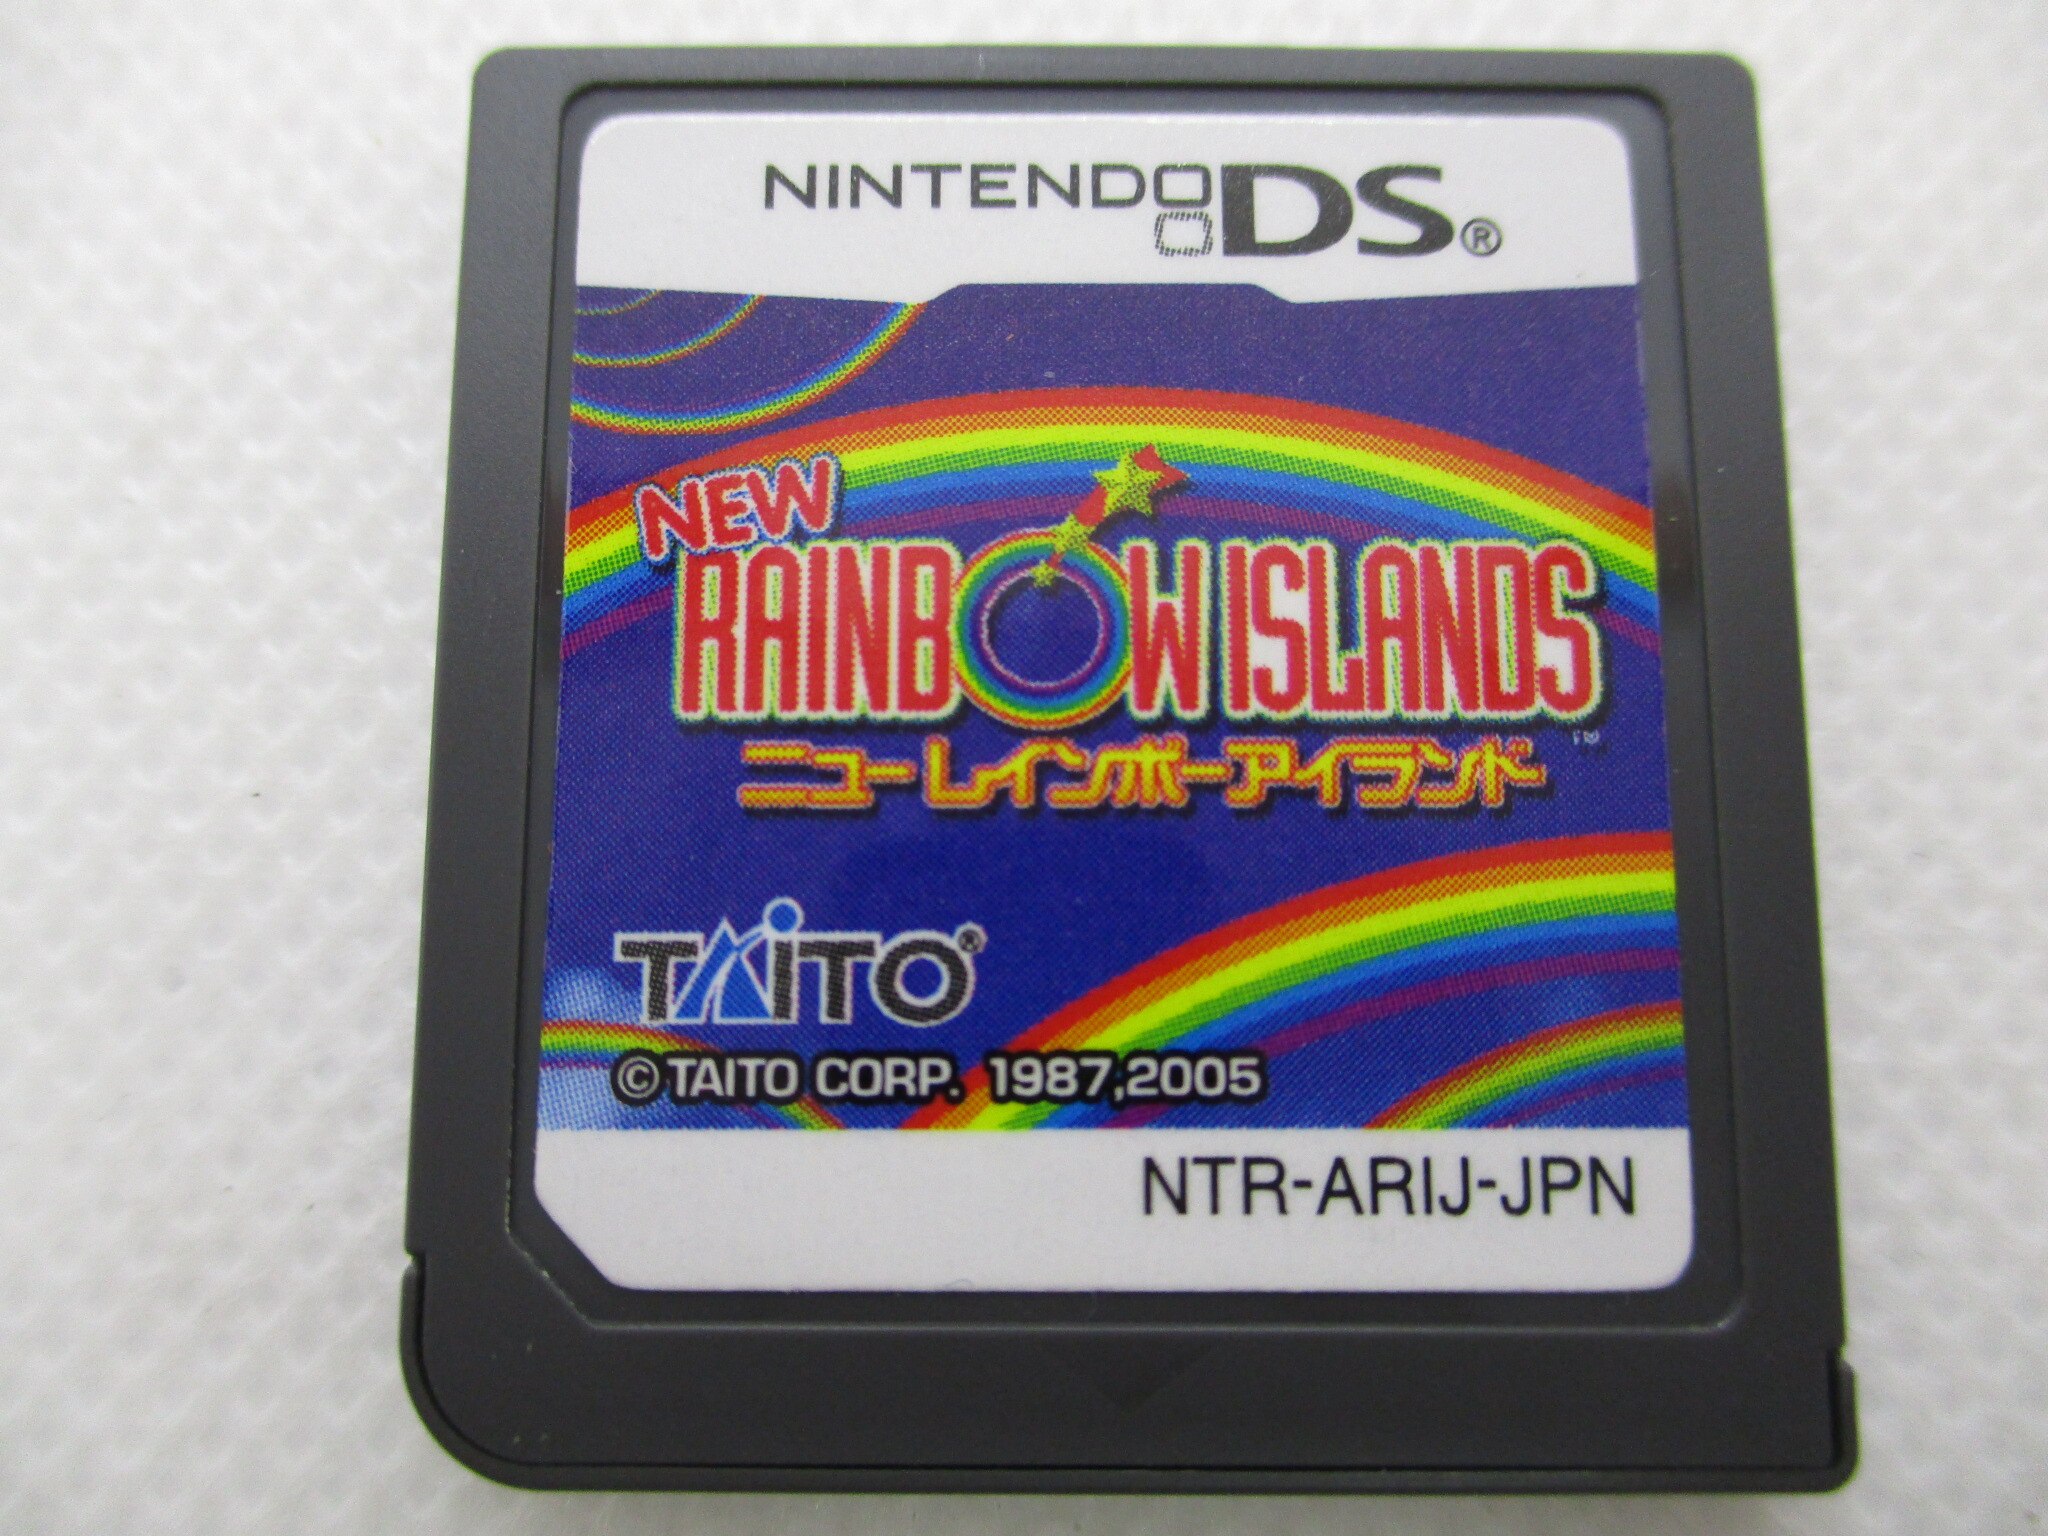 NINTENDO DS®
NEW
RAINBOW ISLANDS
TM
ニューレインボーアイランド
TAITO®
© TAITO CORP. 1987,2005
NTR-ARIJ-JPN